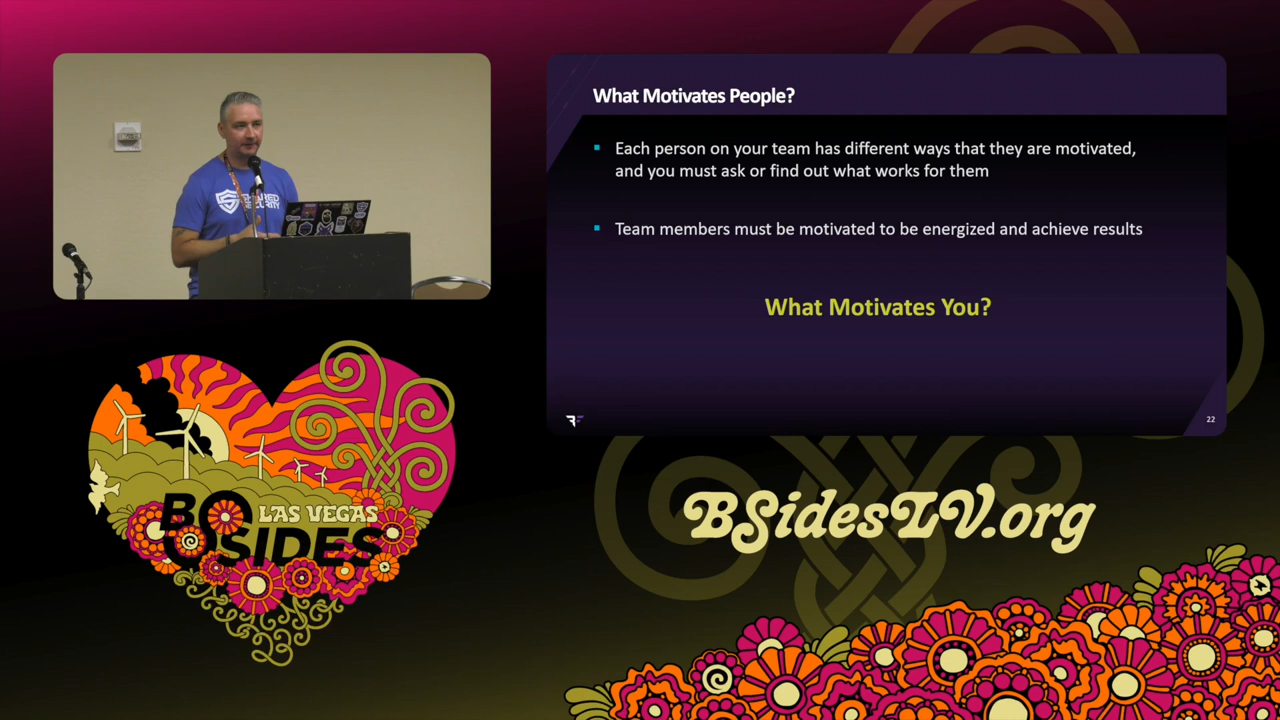 What Motivates People?
Each person on your team has different ways that they are motivated,
and you must ask or find out what works for them
Team members must be motivated to be energized and achieve results
What Motivates You?
22
LAS VEGAS
BSIDES
BSidesLV.org